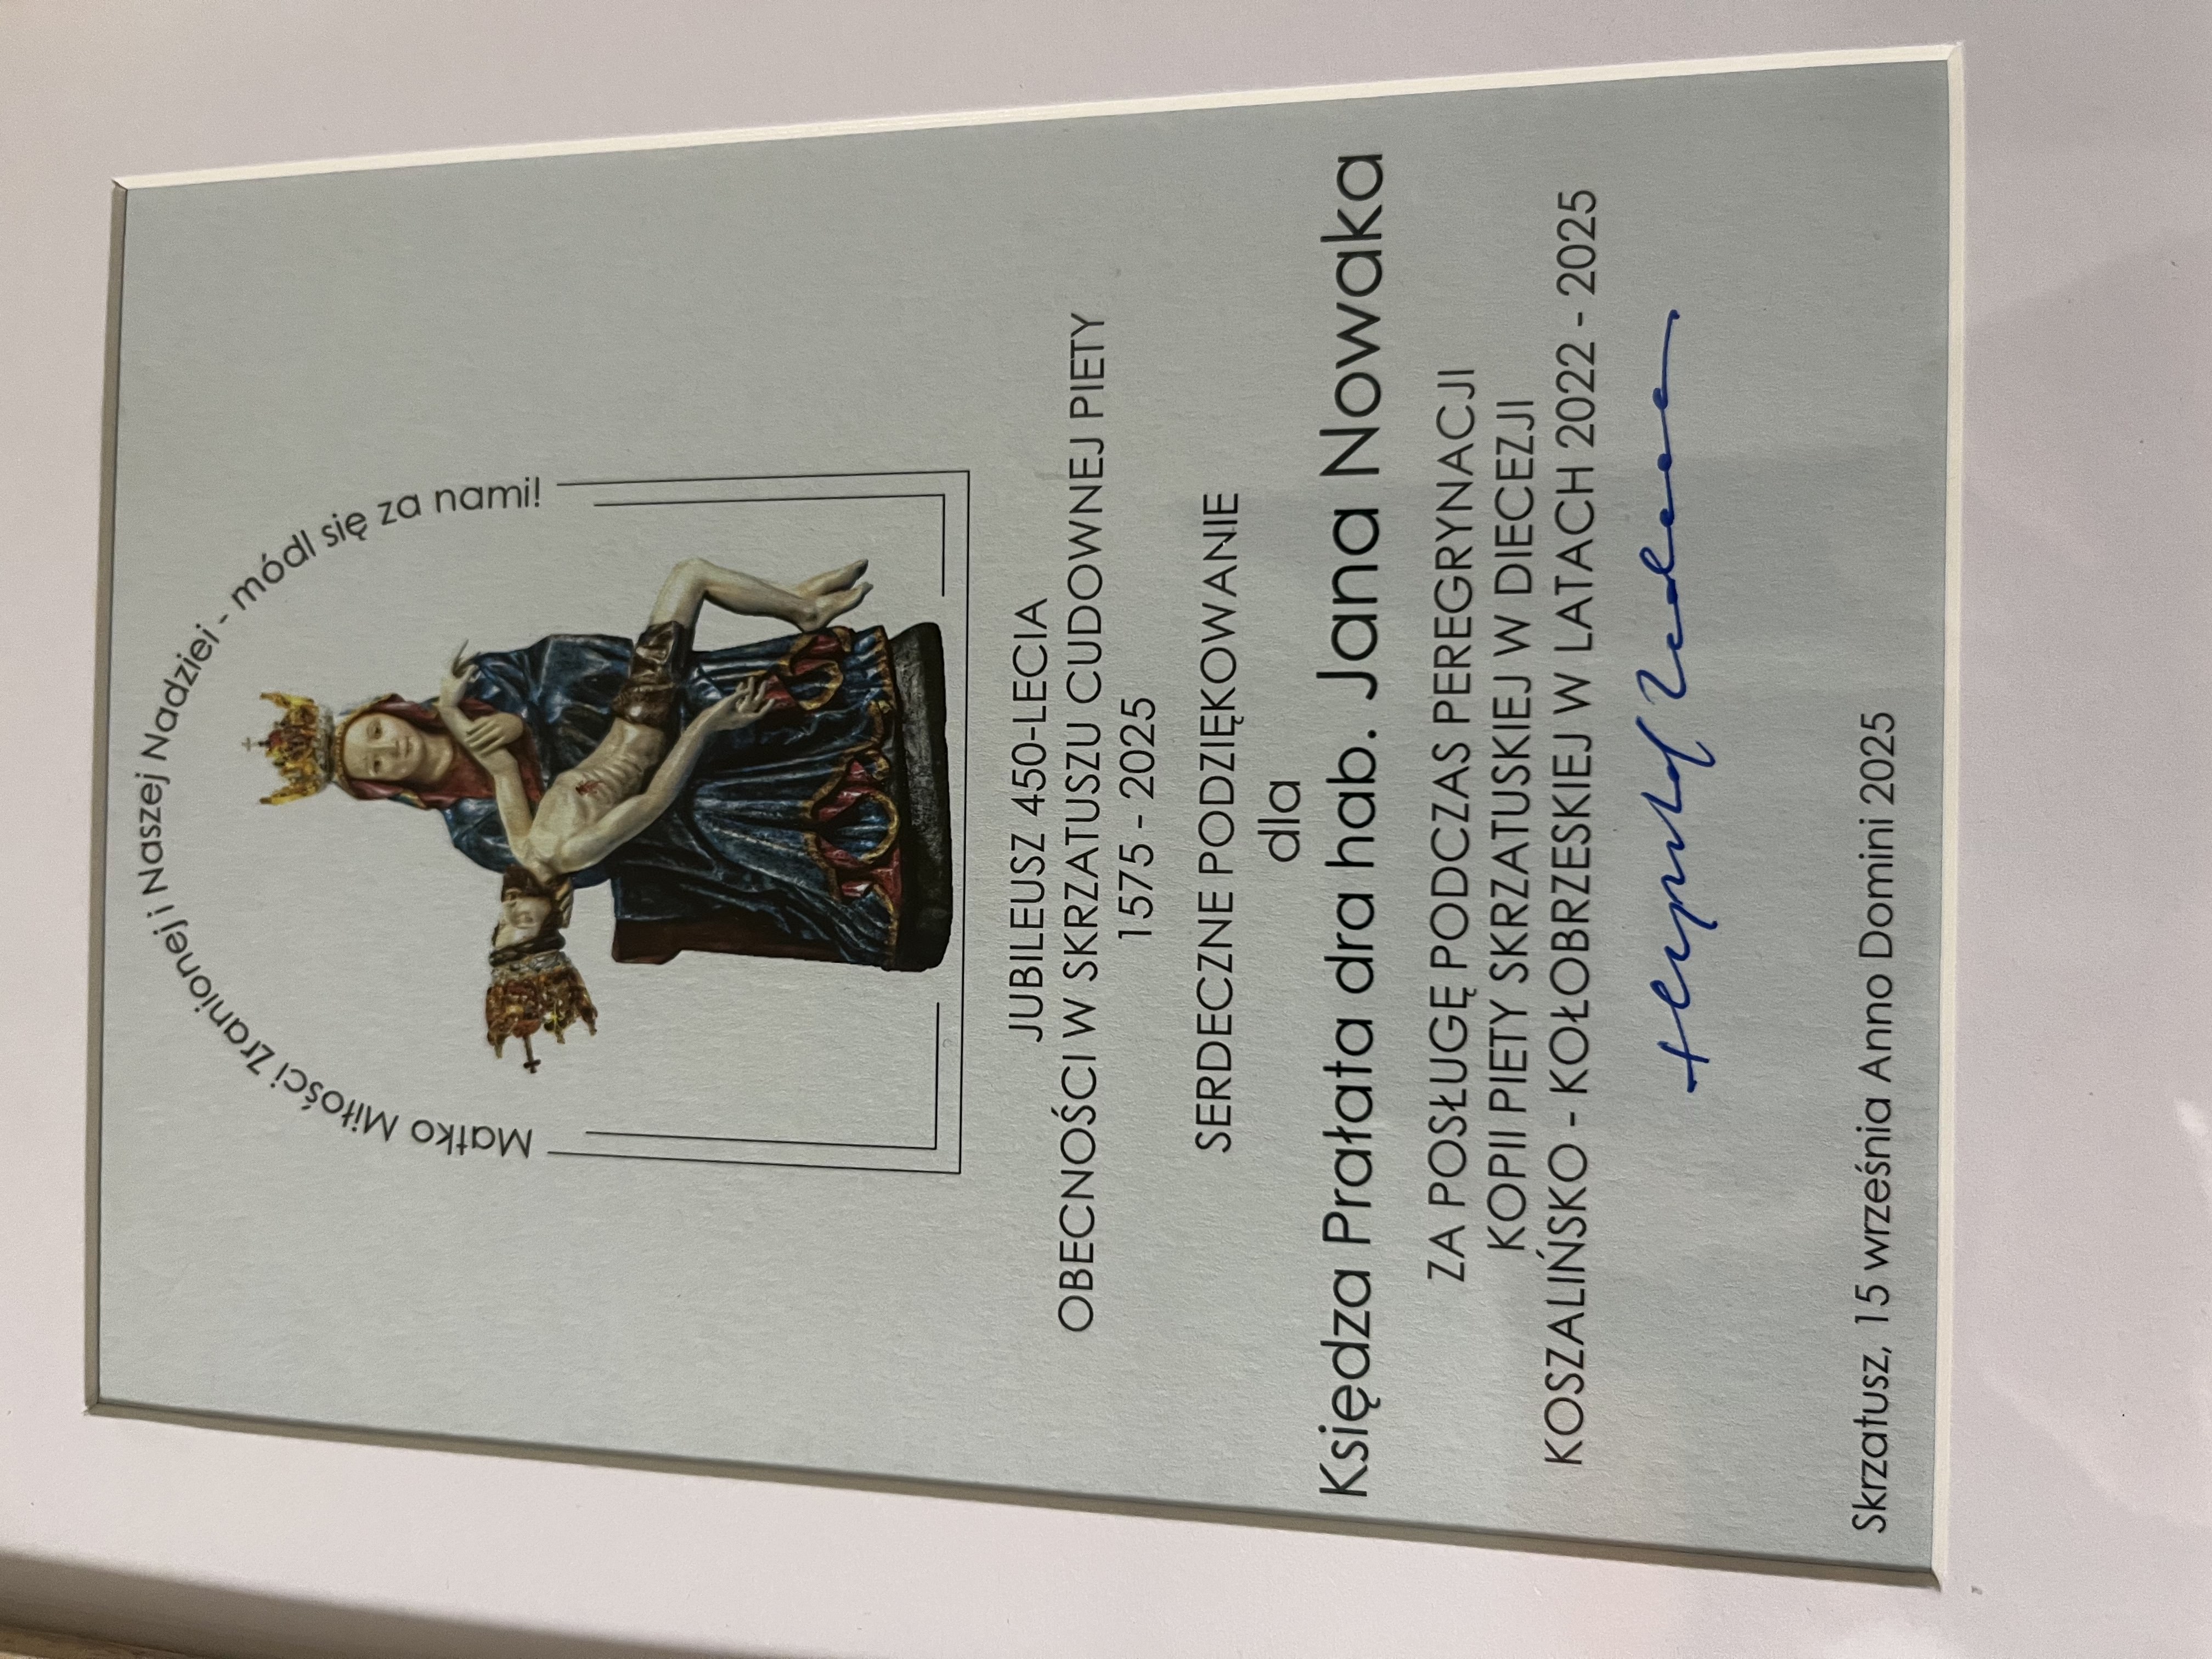 Matko Miłości Zranionej i Naszej Nadziei - módl się za nami!
JUBILEUSZ 450-LECIA
OBECNOŚCI W SKRZATUSZU CUDOWNEJ PIETY
1575 - 2025
SERDECZNE PODZIĘKOWANIE
dla
Księdza Prałata dra hab. Jana Nowaka
ZA POSŁUGĘ PODCZAS PEREGRYNACJI
KOPII PIETY SKRZATUSKIEJ W DIECEZJI
KOSZALIŃSKO - KOŁOBRZESKIEJ W LATACH 2022 - 2025
Skrzatusz, 15 września Anno Domini 2025